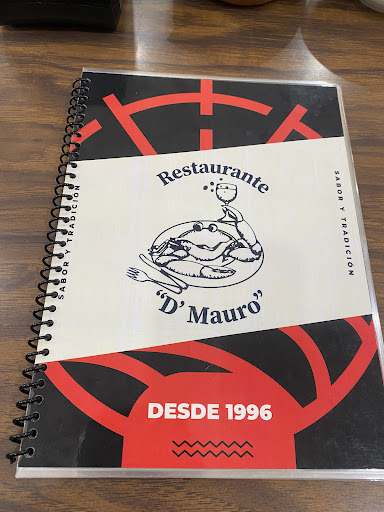 Restaurante
SABOR Y TRADICIÓN
SABOR Y TRADICIÓN
"D' Mauro"
DESDE 1996